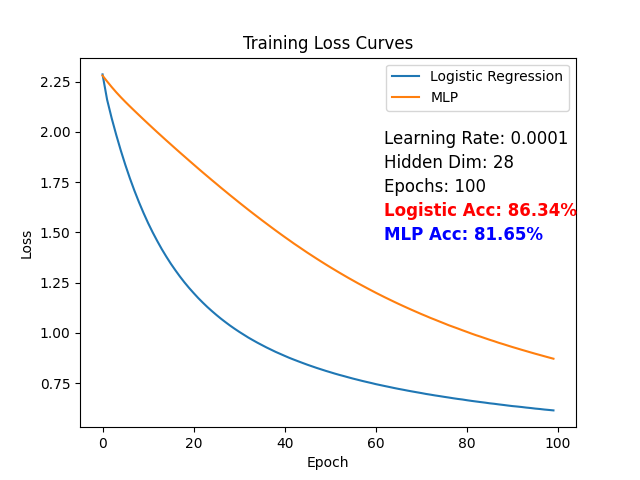 Training Loss Curves
Logistic Regression
MLP
Learning Rate: 0.0001
Hidden Dim: 28
Epochs: 100
Logistic Acc: 86.34%
MLP Acc: 81.65%
Loss
2.25
2.00
1.75
1.50
1.25
1.00
0.75
0 20 40 60 80 100
Epoch